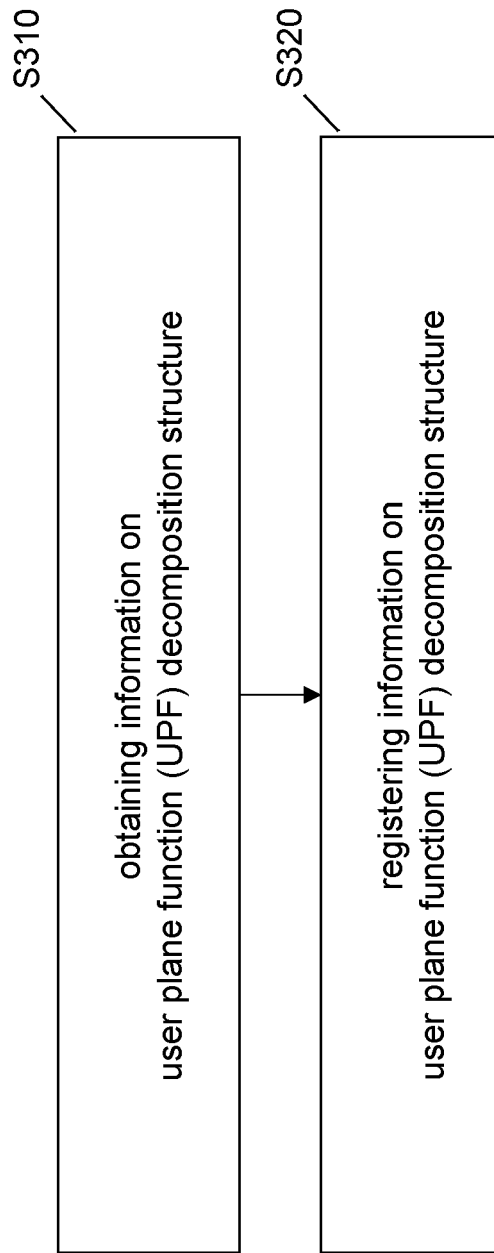 S310
obtaining information on
user plane function (UPF) decomposition structure
S320
registering information on
user plane function (UPF) decomposition structure